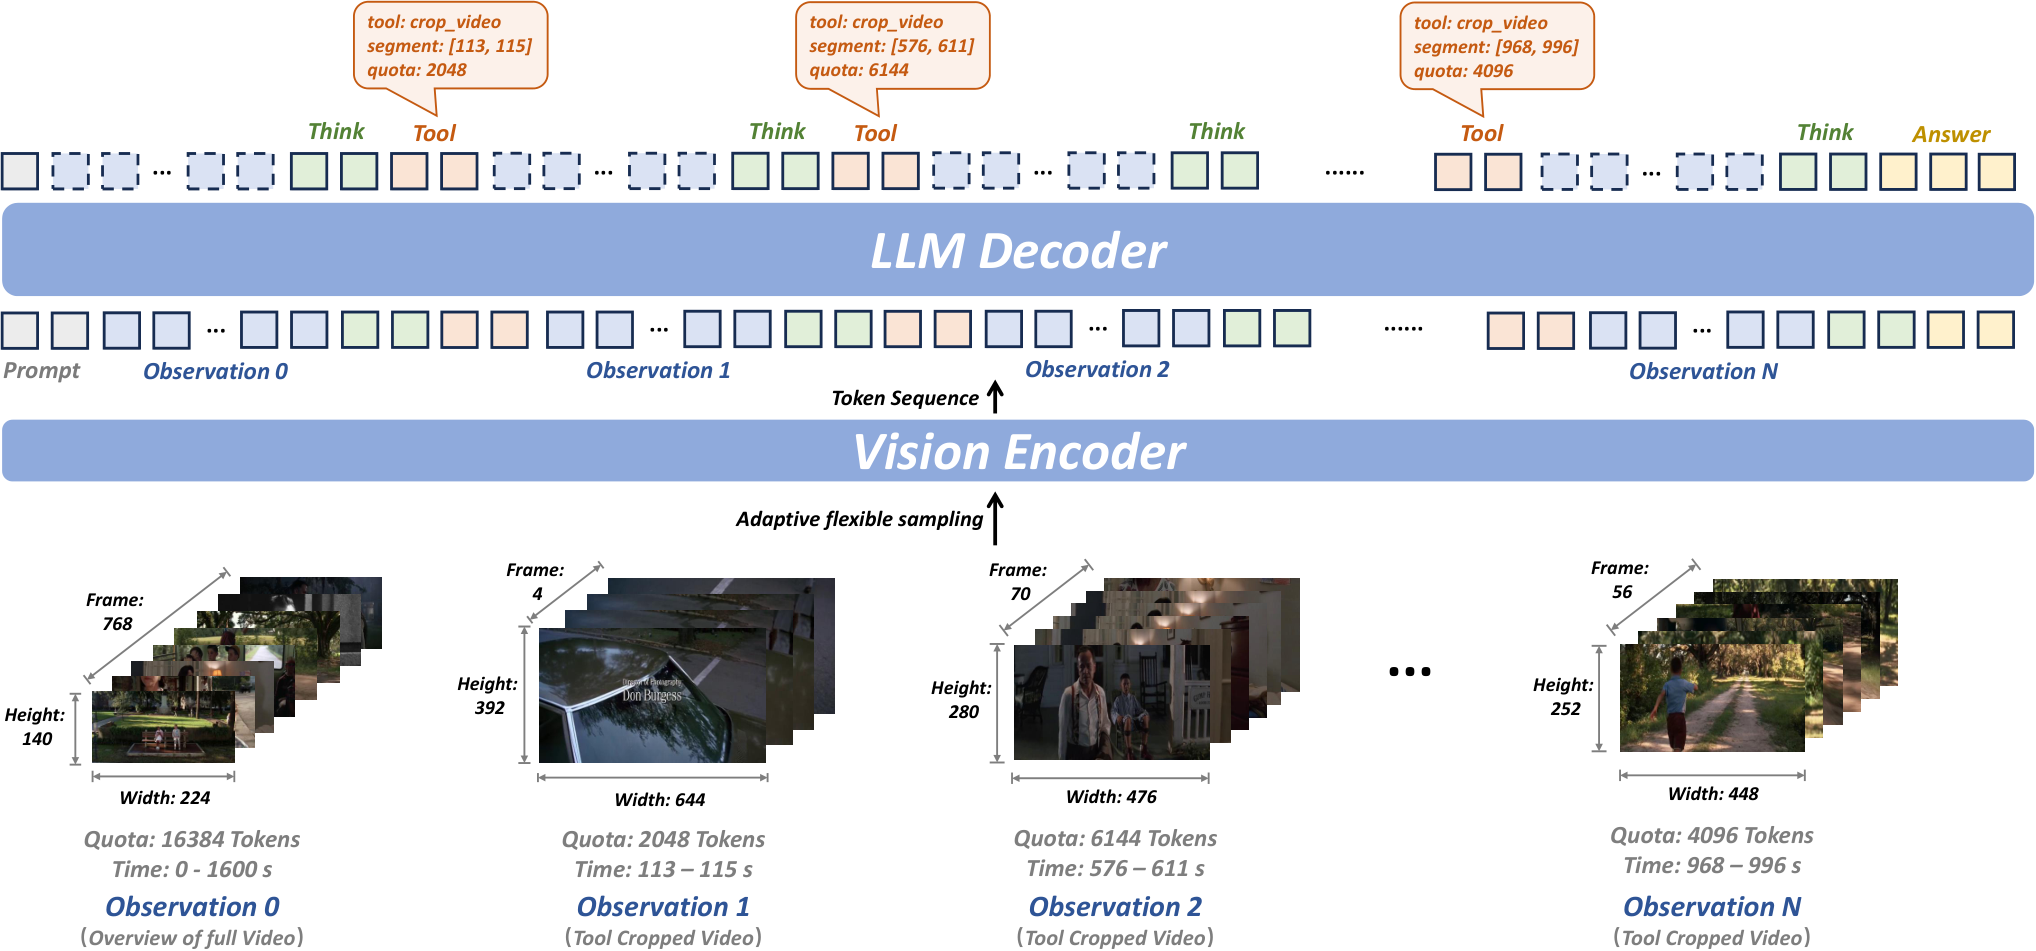 tool: crop_video
segment: [113, 115]
quota: 2048
tool: crop_video
segment: [576, 611]
quota: 6144
tool: crop_video
segment: [968, 996]
quota: 4096
Think
Tool
Think
Tool
Think
Tool
Think
Answer
...
...
...
......
...
LLM Decoder
...
...
...
......
...
Prompt
Observation 0
Observation 1
Observation 2
Observation N
Token Sequence
Vision Encoder
Adaptive flexible sampling
Frame:
768
Height:
140
Width: 224
Quota: 16384 Tokens
Time: 0 - 1600 s
Observation 0
(Overview of full Video)
Frame:
4
Height:
392
Director of Photography
Don Burgess
Width: 644
Quota: 2048 Tokens
Time: 113 – 115 s
Observation 1
(Tool Cropped Video)
Frame:
70
Height:
280
Width: 476
Quota: 6144 Tokens
Time: 576 – 611 s
Observation 2
(Tool Cropped Video)
...
Frame:
56
Height:
252
Width: 448
Quota: 4096 Tokens
Time: 968 – 996 s
Observation N
(Tool Cropped Video)